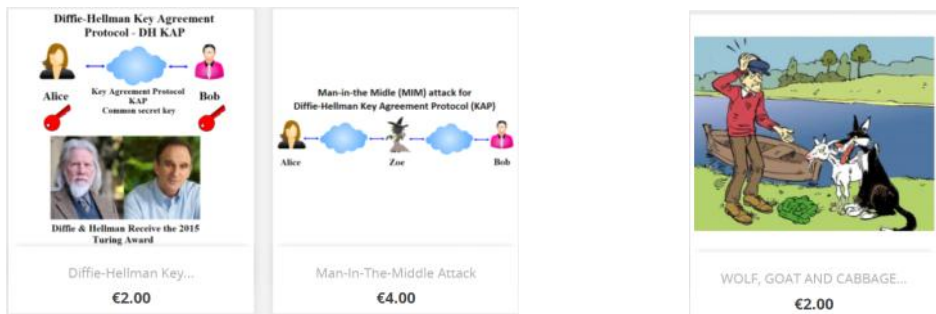 Diffie-Hellman Key Agreement
Protocol - DH KAP
Alice
Key Agreement Protocol
KAP
Common secret key
Bob
Diffie & Hellman Receive the 2015
Turing Award
Diffie-Hellman Key...
€2.00
Man-in-the Midle (MIM) attack for
Diffie-Hellman Key Agreement Protocol (KAP)
Alice
Zoe
Bob
Man-In-The-Middle Attack
€4.00
WOLF, GOAT AND CABBAGE...
€2.00